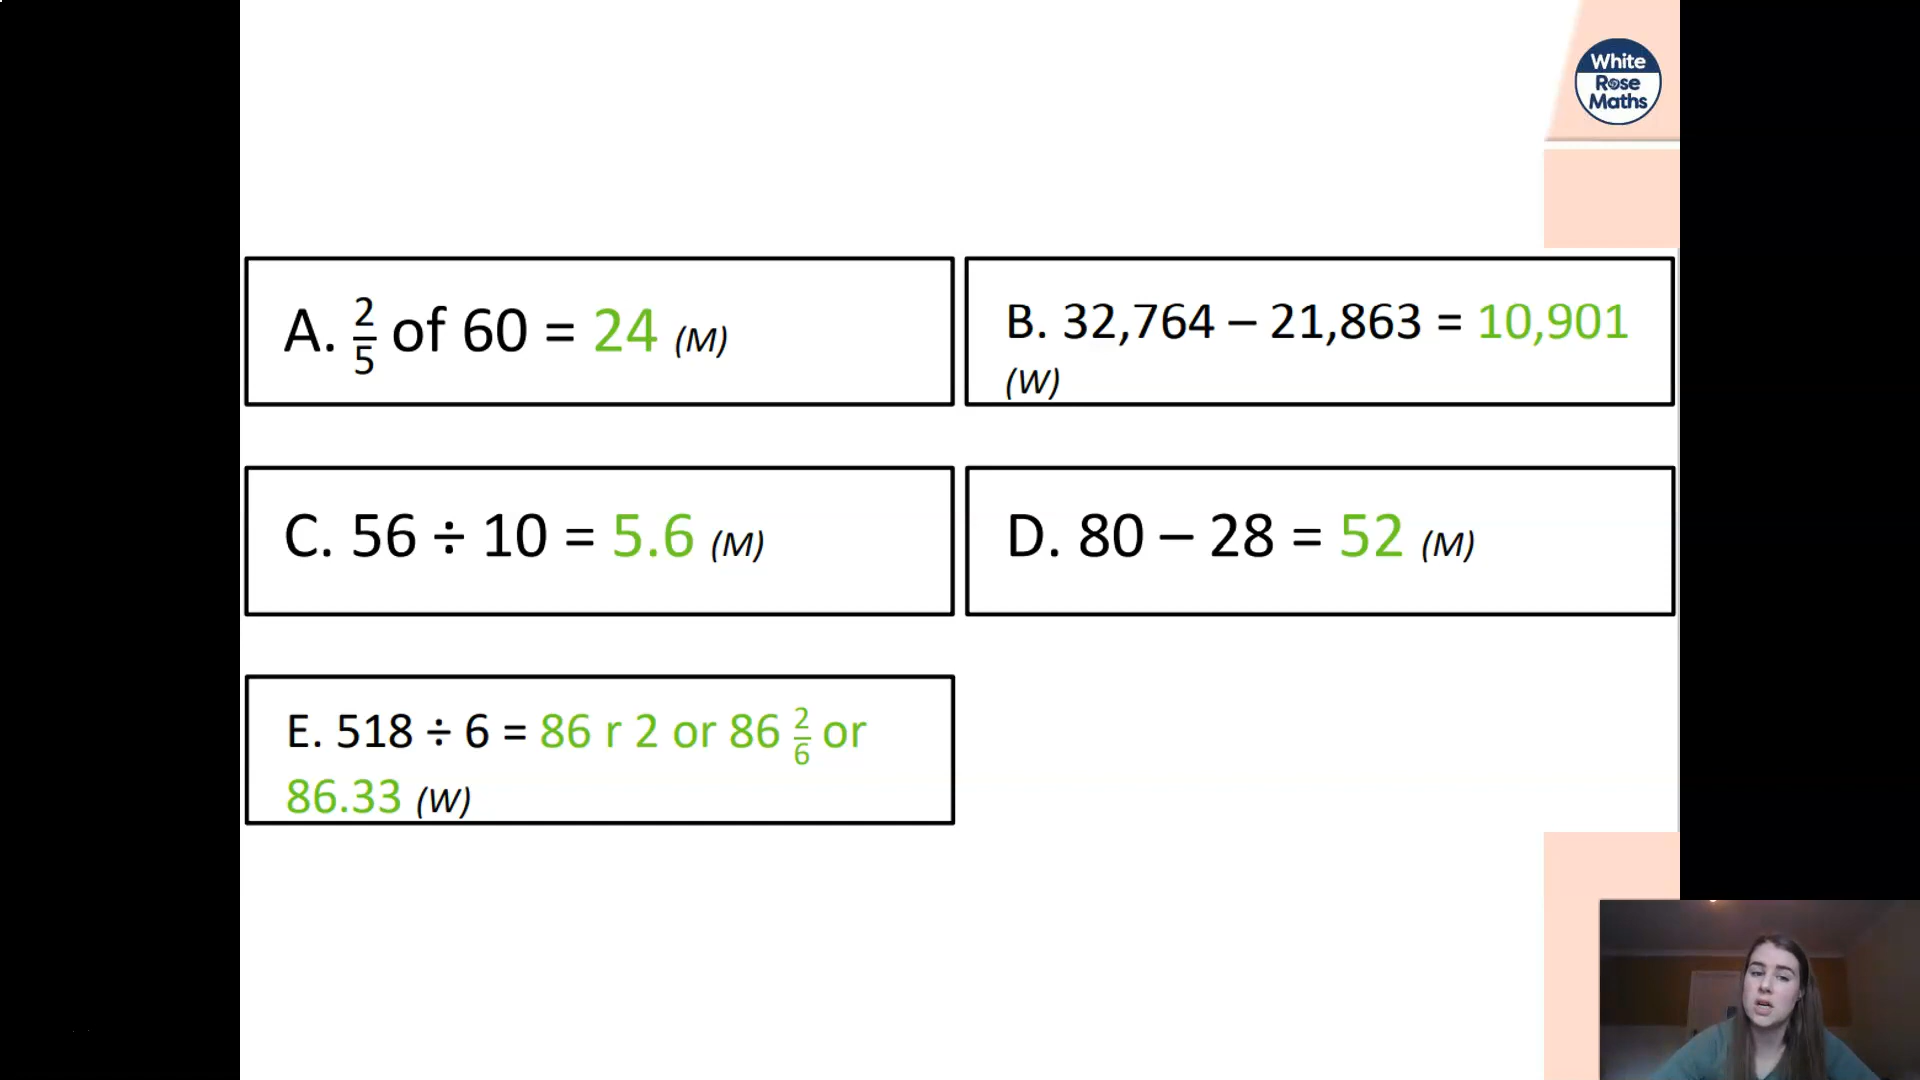 White
Rose
Maths
A. 2/5 of 60 = 24 (M)
B. 32,764 – 21,863 = 10,901
(W)
C. 56 ÷ 10 = 5.6 (M)
D. 80 – 28 = 52 (M)
E. 518 ÷ 6 = 86 r 2 or 86 2/6 or
86.33 (W)